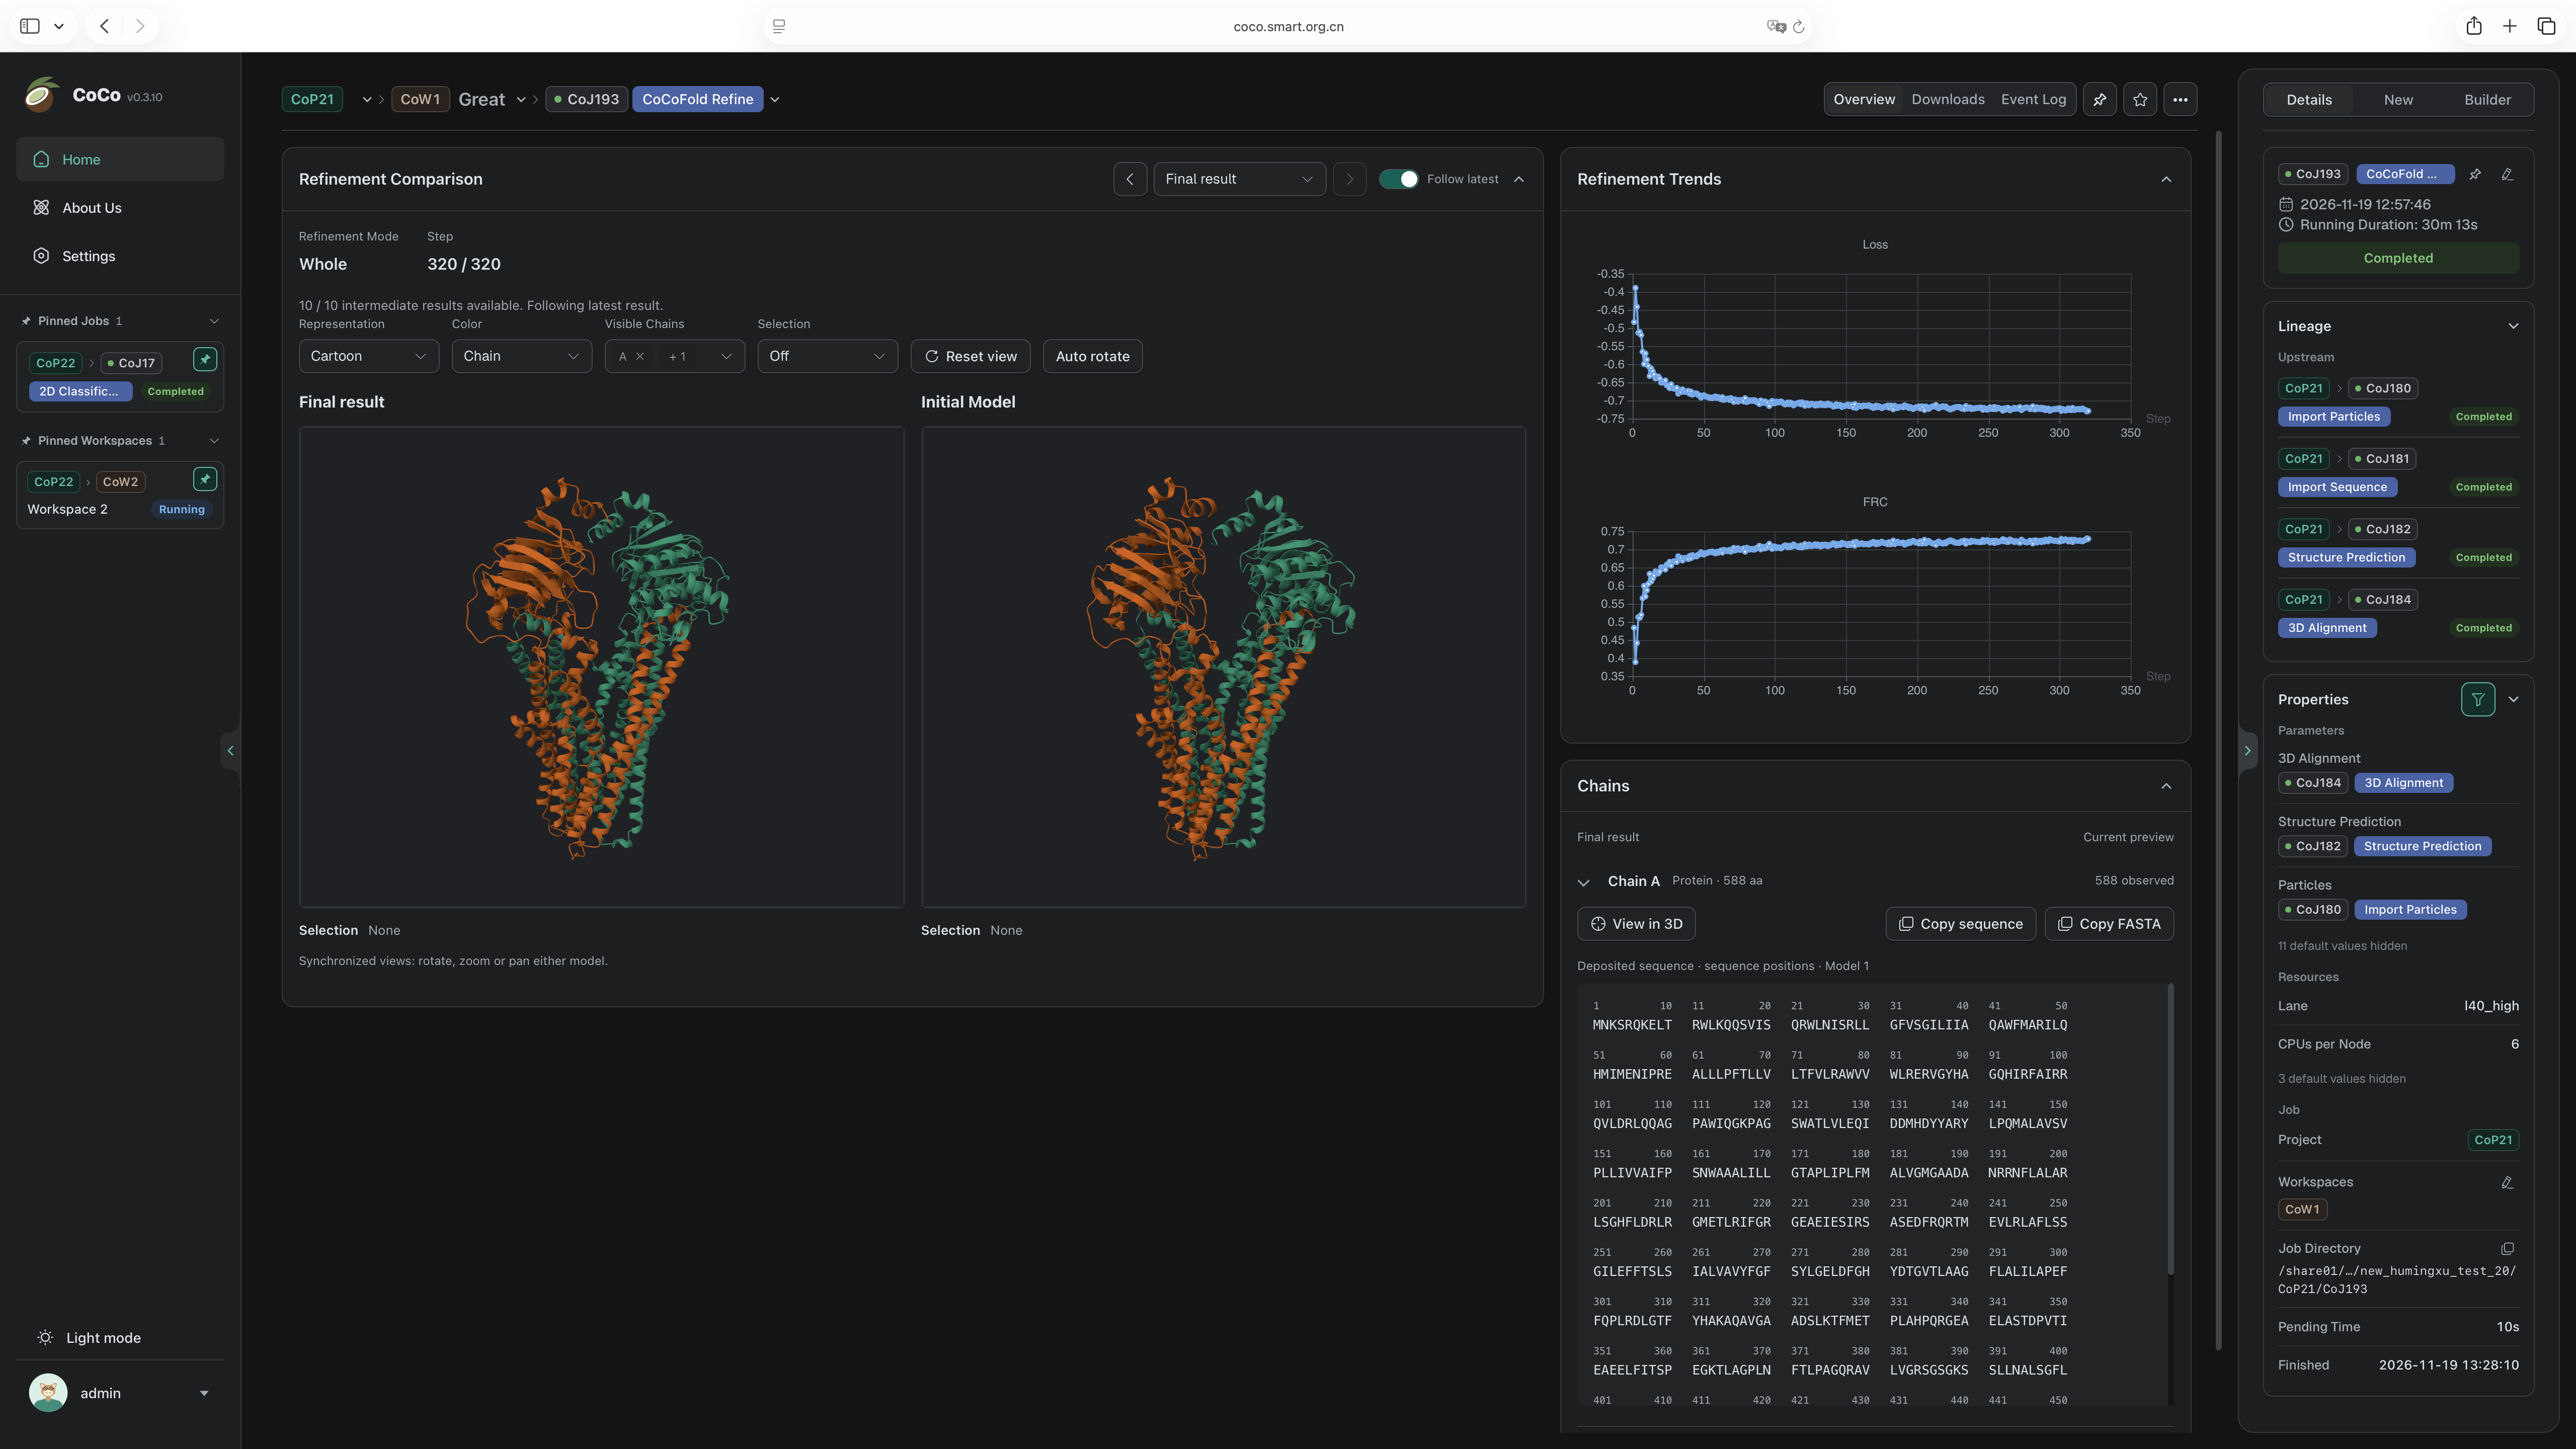 coco.smart.org.cn
CoCo v0.3.10
Home
About Us
Settings
Pinned Jobs 1
CoP22 > CoJ17
2D Classific... Completed
Pinned Workspaces 1
CoP22 > CoW2
Workspace 2 Running
Light mode
admin
CoP21 > CoW1 Great > CoJ193 CoCoFold Refine
Overview Downloads Event Log
Refinement Comparison
Final result
Follow latest
Refinement Mode Step
Whole 320 / 320
10 / 10 intermediate results available. Following latest result.
Representation Color Visible Chains Selection
Cartoon Chain A × + 1 Off Reset view Auto rotate
Final result Initial Model
Selection None Selection None
Synchronized views: rotate, zoom or pan either model.
Refinement Trends
Loss
-0.35
-0.4
-0.45
-0.5
-0.55
-0.6
-0.65
-0.7
-0.75
Step
0 50 100 150 200 250 300 350
FRC
0.75
0.7
0.65
0.6
0.55
0.5
0.45
0.4
0.35
Step
0 50 100 150 200 250 300 350
Chains
Final result Current preview
Chain A Protein · 588 aa 588 observed
View in 3D Copy sequence Copy FASTA
Deposited sequence · sequence positions · Model 1
1 10 11 20 21 30 31 40 41 50
MNKSRQKELT RWLKQQSVIS QRWLNISRLL GFVSGILIIA QAWFMARILQ
51 60 61 70 71 80 81 90 91 100
HMIMENIPRE ALLLPFTLLV LTFVLRAWVV WLRERVGYHA GQHIRFAIRR
101 110 111 120 121 130 131 140 141 150
QVLDRLQQAG PAWIQGKPAG SWATLVLEQI DDMHDYYARY LPQMALAVSV
151 160 161 170 171 180 181 190 191 200
PLLIVVAIFP SNWAAALILL GTAPLIPLFM ALVGMGAADA NRRNFLALAR
201 210 211 220 221 230 231 240 241 250
LSGHFLDRLR GMETLRIFGR GEAEIESIRS ASEDFRQRTM EVLRLAFLSS
251 260 261 270 271 280 281 290 291 300
GILEFFTSLS IALVAVYFGF SYLGELDFGH YDTGVTLAAG FLALILAPEF
301 310 311 320 321 330 331 340 341 350
FQPLRDLGTF YHAKAQAVGA ADSLKTFMET PLAHPQRGEA ELASTDPVTI
351 360 361 370 371 380 381 390 391 400
EAEELFITSP EGKTLAGPLN FTLPAGQRAV LVGRSGSGKS SLLNALSGFL
401 410 411 420 421 430 431 440 441 450
Details New Builder
CoJ193 CoCoFold ...
2026-11-19 12:57:46
Running Duration: 30m 13s
Completed
Lineage
Upstream
CoP21 > CoJ180
Import Particles Completed
CoP21 > CoJ181
Import Sequence Completed
CoP21 > CoJ182
Structure Prediction Completed
CoP21 > CoJ184
3D Alignment Completed
Properties
Parameters
3D Alignment
CoJ184 3D Alignment
Structure Prediction
CoJ182 Structure Prediction
Particles
CoJ180 Import Particles
11 default values hidden
Resources
Lane l40_high
CPUs per Node 6
3 default values hidden
Job
Project CoP21
Workspaces
CoW1
Job Directory
/share01/…/new_humingxu_test_20/
CoP21/CoJ193
Pending Time 10s
Finished 2026-11-19 13:28:10